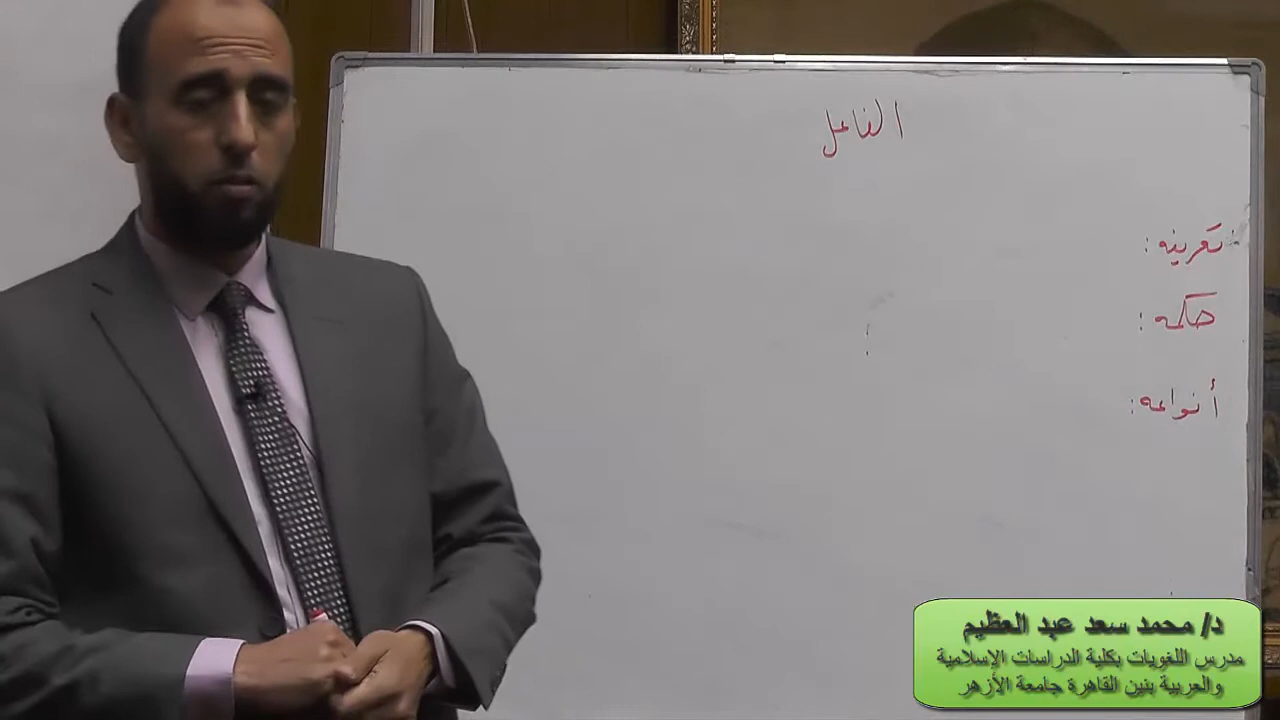 الفاعل
تعريفه :
حكمه :
أنواعه :
د/ محمد سعد عبد العظيم
مدرس اللغويات بكلية الدراسات الإسلامية
والعربية بنين القاهرة جامعة الأزهر